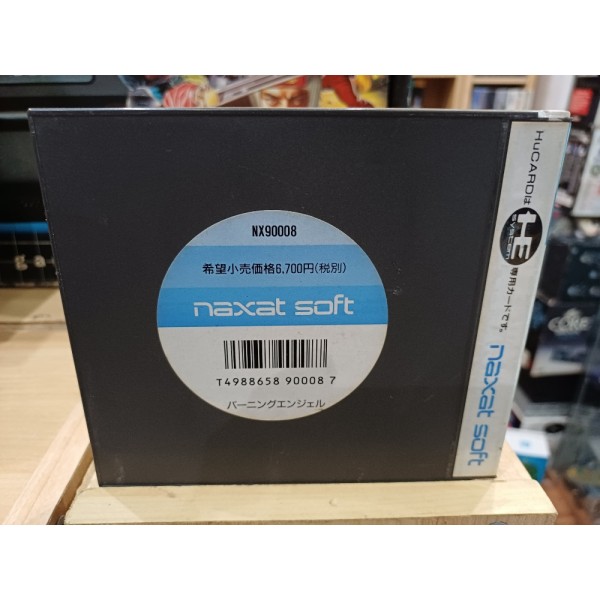 NX90008
希望小売価格6,700円(税別)
naxat soft
T4988658 90008 7
バーニングエンジェル
HuCARDは HE SYSTEM 専用カードです。
naxat soft